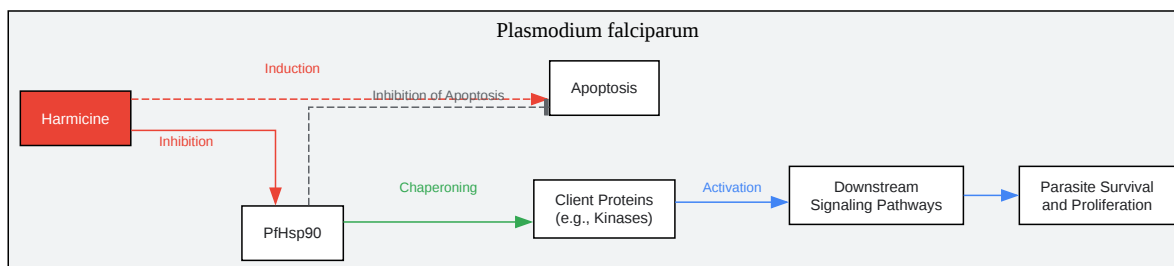 Plasmodium falciparum
Induction
Apoptosis
Inhibition of Apoptosis
Harmicine
Inhibition
Chaperoning
Client Proteins
(e.g., Kinases)
Activation
Downstream
Signaling Pathways
Parasite Survival
and Proliferation
PfHsp90